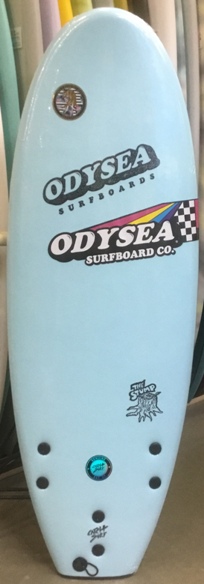 ODYSEA
SURFBOARDS
ODYSEA
SURFBOARD CO.
THE
STUMP